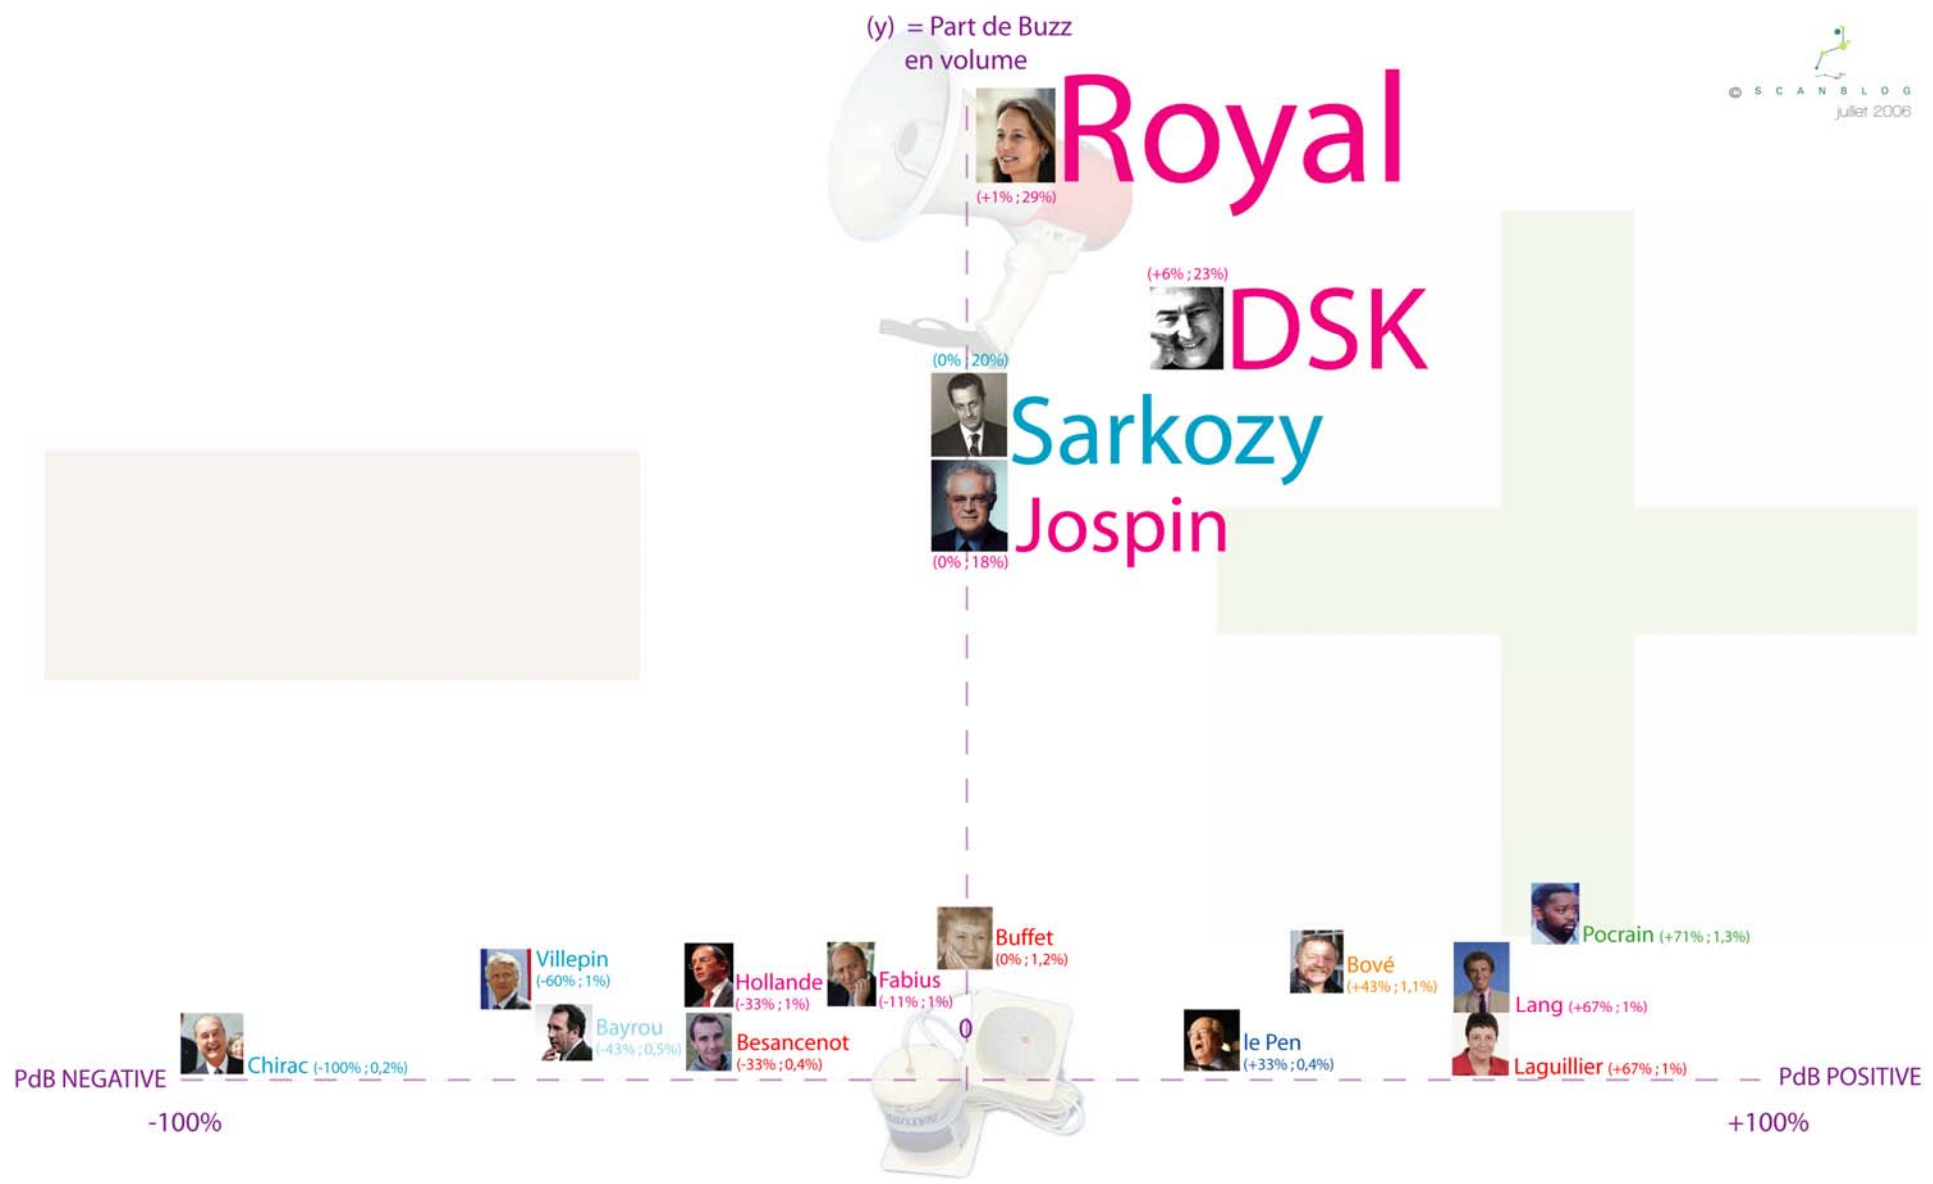 (y) = Part de Buzz
en volume
© SCANBLOG
juillet 2006
Royal
(+1% ; 29%)
(+6% ; 23%)
DSK
(0% ; 20%)
Sarkozy
Jospin
(0% ; 18%)
Pocrain (+71% ; 1,3%)
Buffet
(0% ; 1,2%)
Villepin
(-60% ; 1%)
Hollande
(-33% ; 1%)
Fabius
(-11% ; 1%)
Bové
(+43% ; 1,1%)
Lang (+67% ; 1%)
Bayrou
(-43% ; 0,5%)
Besancenot
(-33% ; 0,4%)
0
le Pen
(+33% ; 0,4%)
Chirac (-100% ; 0,2%)
Laguillier (+67% ; 1%)
PdB NEGATIVE
PdB POSITIVE
-100%
+100%